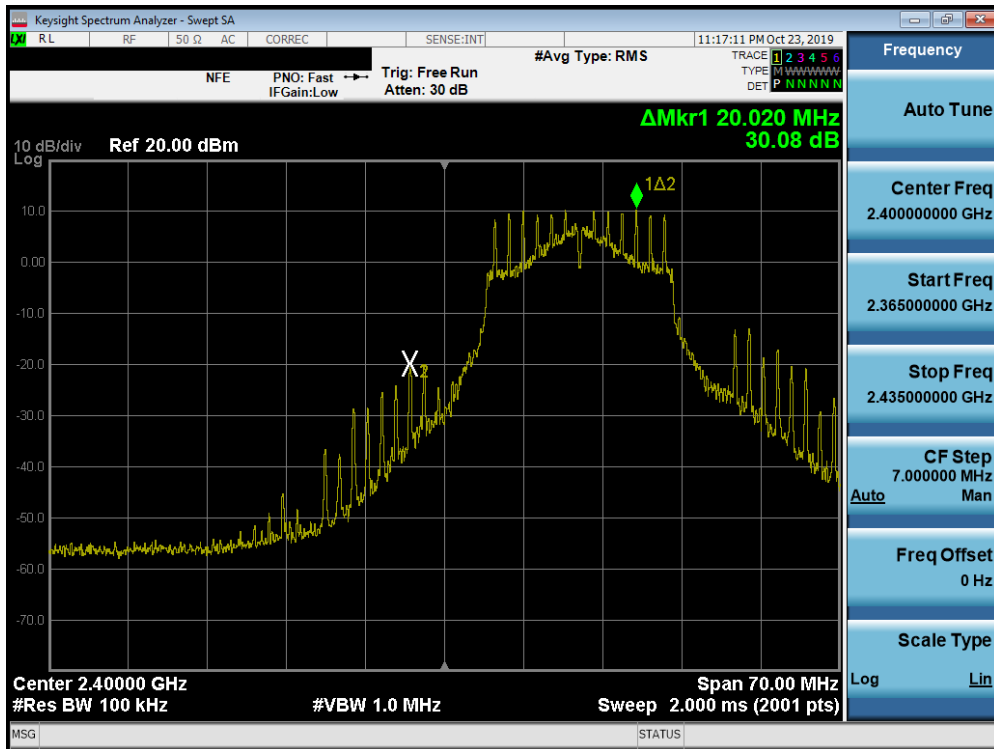 Keysight Spectrum Analyzer - Swept SA
LXI RL RF 50 Ω AC CORREC SENSE:INT 11:17:11 PM Oct 23, 2019
#Avg Type: RMS TRACE 1 2 3 4 5 6
NFE PNO: Fast Trig: Free Run TYPE M WWWWW
IFGain:Low Atten: 30 dB DET P N N N N N
ΔMkr1 20.020 MHz
30.08 dB
10 dB/div Ref 20.00 dBm
Log
1Δ2
10.0
0.00
-10.0
-20.0
X2
-30.0
-40.0
-50.0
-60.0
-70.0
Center 2.40000 GHz Span 70.00 MHz
#Res BW 100 kHz #VBW 1.0 MHz Sweep 2.000 ms (2001 pts)
MSG STATUS
Frequency
Auto Tune
Center Freq
2.400000000 GHz
Start Freq
2.365000000 GHz
Stop Freq
2.435000000 GHz
CF Step
7.000000 MHz
Auto Man
Freq Offset
0 Hz
Scale Type
Log Lin